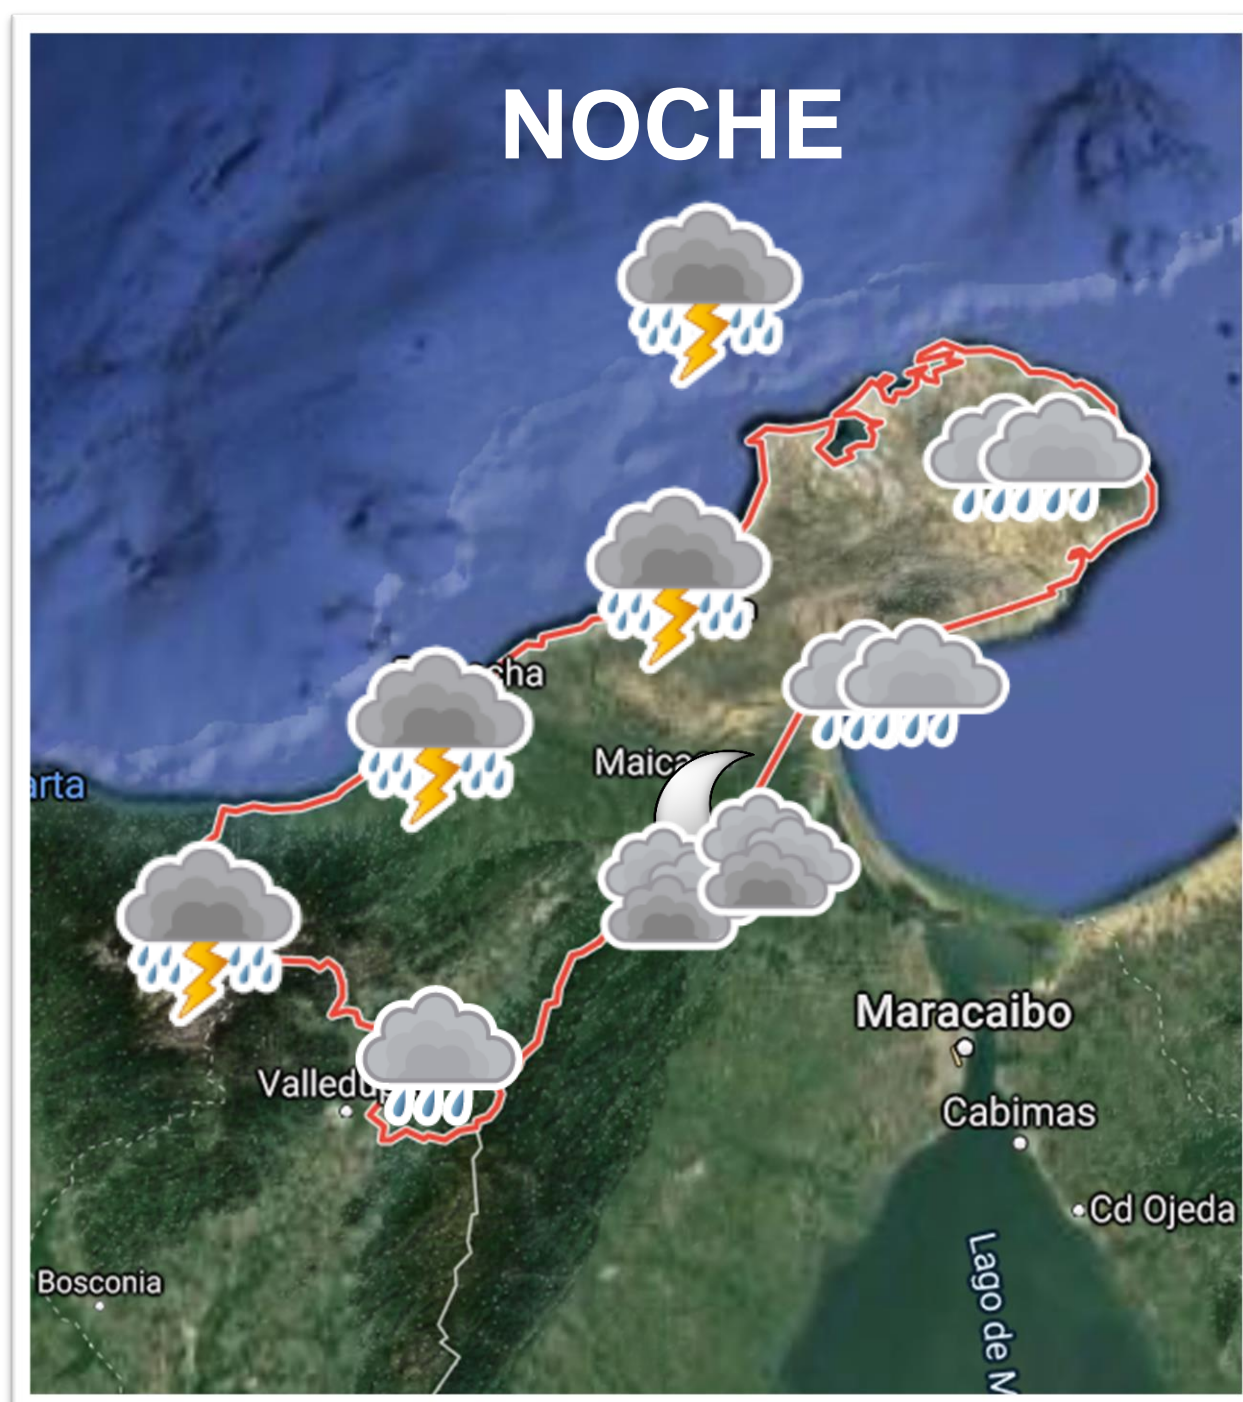 NOCHE
cha
Maica
arta
Maracaibo
Valledu
Cabimas
Cd Ojeda
Bosconia
Lago de M